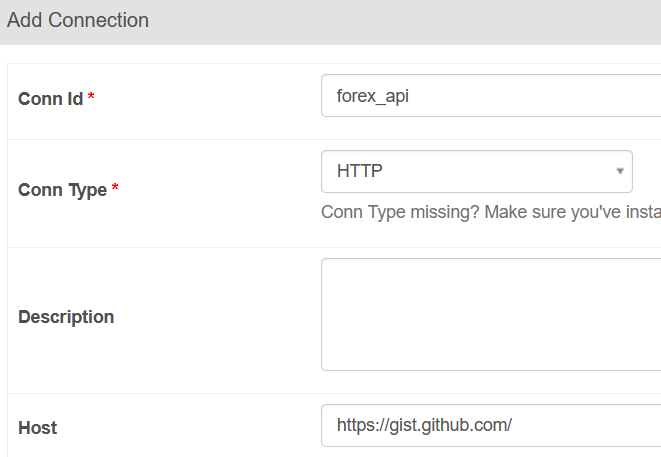 Add Connection
Conn Id *
forex_api
Conn Type *
HTTP
Conn Type missing? Make sure you've insta
Description
Host
https://gist.github.com/